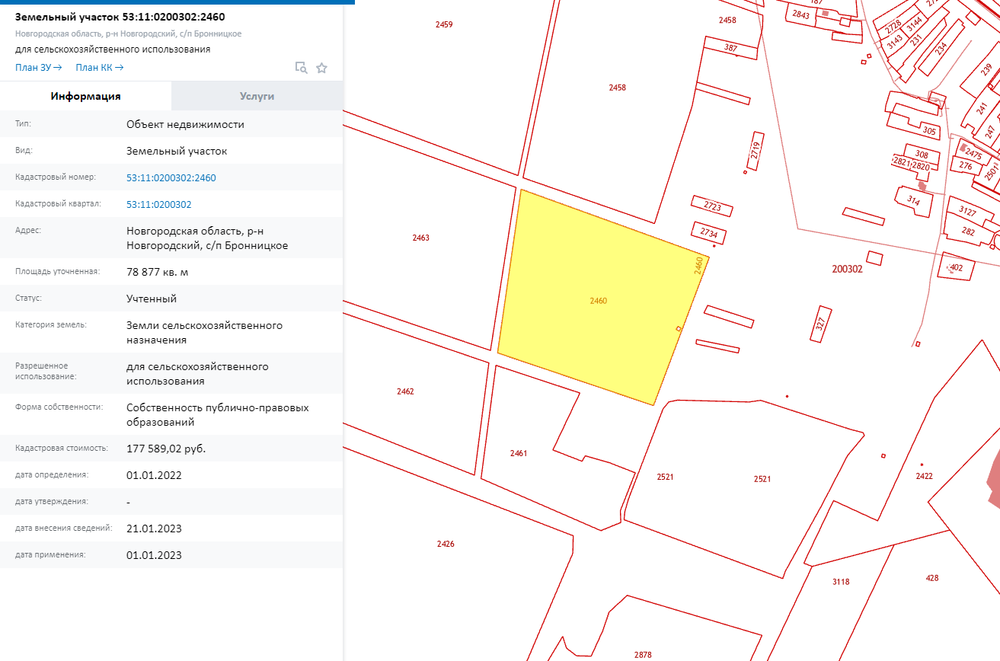 Земельный участок 53:11:0200302:2460
Новгородская область, р-н Новгородский, с/п Бронницкое
для сельскохозяйственного использования
План ЗУ → План КК →
Информация Услуги
Тип: Объект недвижимости
Вид: Земельный участок
Кадастровый номер: 53:11:0200302:2460
Кадастровый квартал: 53:11:0200302
Адрес: Новгородская область, р-н
Новгородский, с/п Бронницкое
Площадь уточненная: 78 877 кв. м
Статус: Учтенный
Категория земель: Земли сельскохозяйственного
назначения
Разрешенное
использование:
для сельскохозяйственного
использования
Форма собственности: Собственность публично-правовых
образований
Кадастровая стоимость: 177 589,02 руб.
дата определения: 01.01.2022
дата утверждения: -
дата внесения сведений: 21.01.2023
дата применения: 01.01.2023
2459
2458
187
2843
2728
3144
3143
231
234
387
239
2458
241
305
247
2719
308
2475
2821
2820
276
2501
314
2723
3127
2734
282
2463
2460
200302
402
2460
327
2462
2461
2521
2521
2422
2426
3118
428
2878